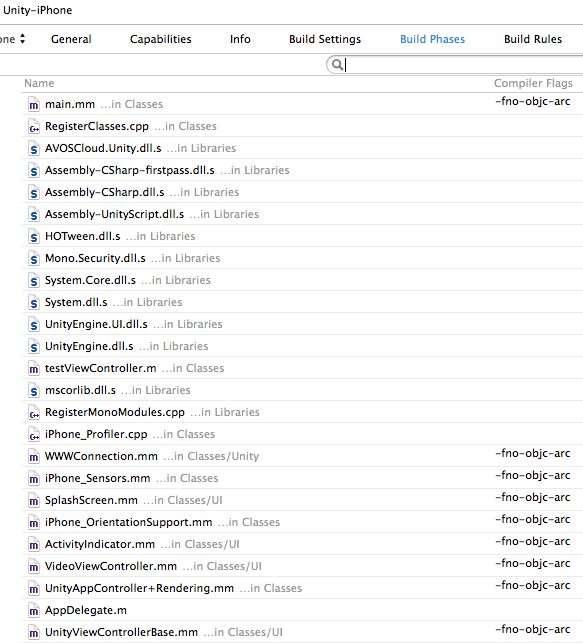 Unity-iPhone
one General Capabilities Info Build Settings Build Phases Build Rules
Name Compiler Flags
main.mm ...in Classes -fno-objc-arc
RegisterClasses.cpp ...in Classes
AVOSCloud.Unity.dll.s ...in Libraries
Assembly-CSharp-firstpass.dll.s ...in Libraries
Assembly-CSharp.dll.s ...in Libraries
Assembly-UnityScript.dll.s ...in Libraries
HOTween.dll.s ...in Libraries
Mono.Security.dll.s ...in Libraries
System.Core.dll.s ...in Libraries
System.dll.s ...in Libraries
UnityEngine.UI.dll.s ...in Libraries
UnityEngine.dll.s ...in Libraries
testViewController.m ...in Classes
mscorlib.dll.s ...in Libraries
RegisterMonoModules.cpp ...in Libraries
iPhone_Profiler.cpp ...in Classes
WWWConnection.mm ...in Classes/Unity -fno-objc-arc
iPhone_Sensors.mm ...in Classes -fno-objc-arc
SplashScreen.mm ...in Classes/UI -fno-objc-arc
iPhone_OrientationSupport.mm ...in Classes -fno-objc-arc
ActivityIndicator.mm ...in Classes/UI -fno-objc-arc
VideoViewController.mm ...in Classes/UI -fno-objc-arc
UnityAppController+Rendering.mm ...in Classes -fno-objc-arc
AppDelegate.m
UnityViewControllerBase.mm ...in Classes/UI -fno-objc-arc